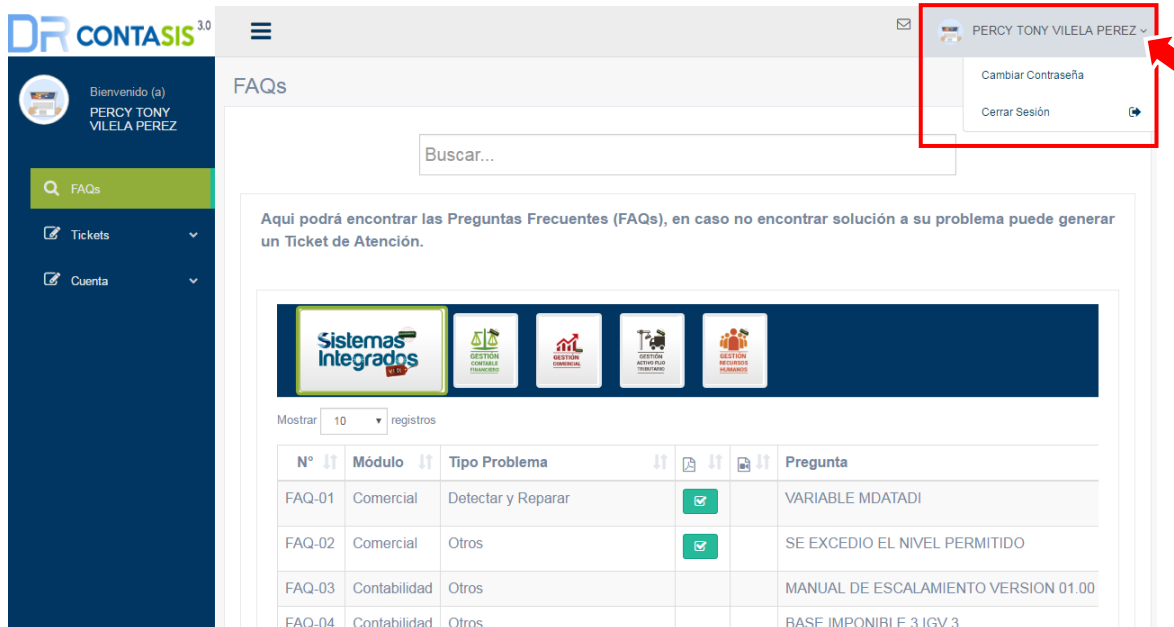 DR CONTASIS 3.0
PERCY TONY VILELA PEREZ
Cambiar Contraseña
Cerrar Sesión
Bienvenido (a)
PERCY TONY
VILELA PEREZ
FAQs
Tickets
Cuenta
FAQs
Buscar...
Aqui podrá encontrar las Preguntas Frecuentes (FAQs), en caso no encontrar solución a su problema puede generar
un Ticket de Atención.
Sistemas
Integrados
GESTIÓN
CONTABLE
FINANCIERO
GESTIÓN
COMERCIAL
GESTIÓN
ACTIVO FIJO
TRIBUTARIO
GESTIÓN
RECURSOS
HUMANOS
Mostrar 10 registros
N° Módulo Tipo Problema Pregunta
FAQ-01 Comercial Detectar y Reparar VARIABLE MDATADI
FAQ-02 Comercial Otros SE EXCEDIO EL NIVEL PERMITIDO
FAQ-03 Contabilidad Otros MANUAL DE ESCALAMIENTO VERSION 01.00
FAQ-04 Contabilidad Otros BASE IMPONIBLE 3 IGV 3